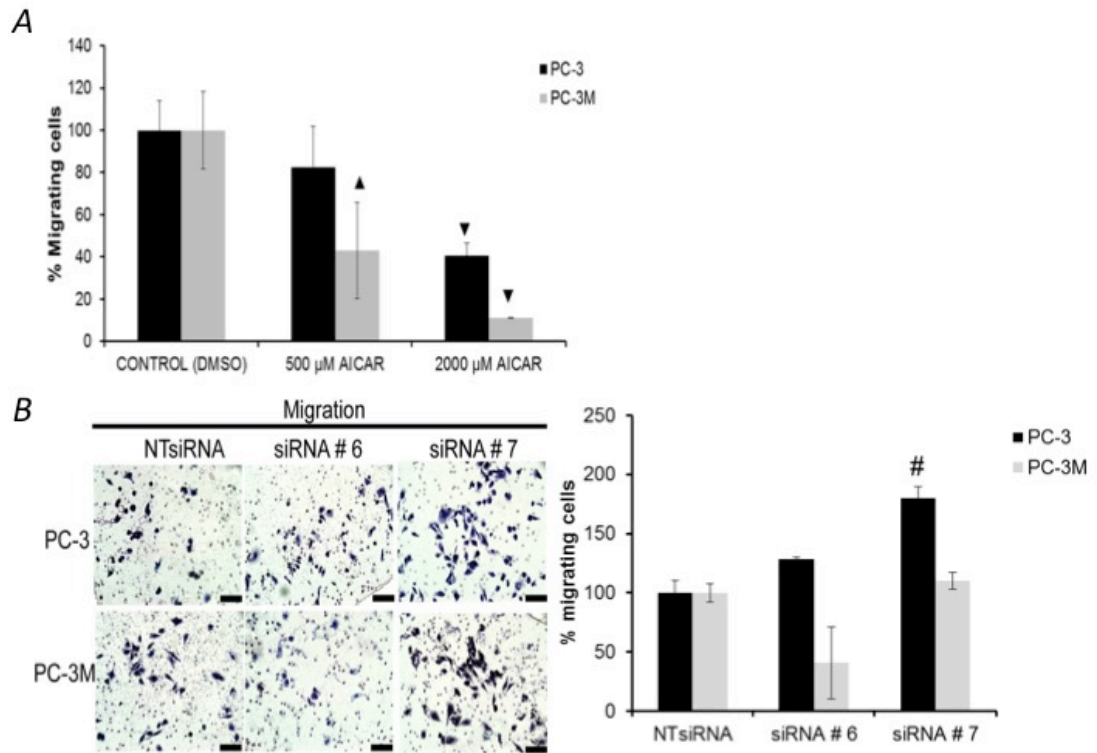 A
140
120
100
80
60
40
20
0
% Migrating cells
PC-3
PC-3M
CONTROL (DMSO)
500 µM AICAR
2000 µM AICAR
B
Migration
NTsiRNA
siRNA # 6
siRNA # 7
PC-3
PC-3M
250
200
150
100
50
0
% migrating cells
#
PC-3
PC-3M
NTsiRNA
siRNA # 6
siRNA # 7